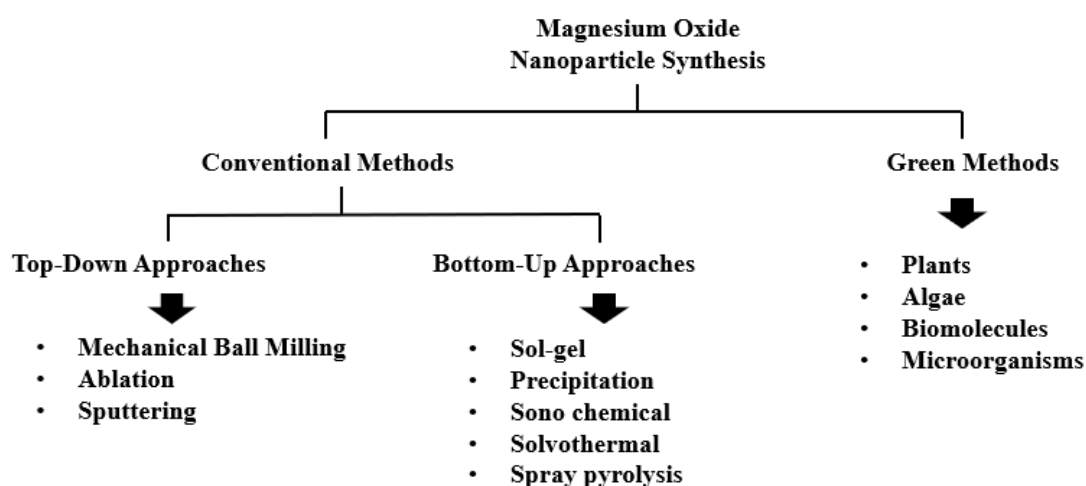 Magnesium Oxide
Nanoparticle Synthesis
Conventional Methods
Green Methods
Top-Down Approaches
Bottom-Up Approaches
• Mechanical Ball Milling
• Ablation
• Sputtering
• Sol-gel
• Precipitation
• Sono chemical
• Solvothermal
• Spray pyrolysis
• Plants
• Algae
• Biomolecules
• Microorganisms